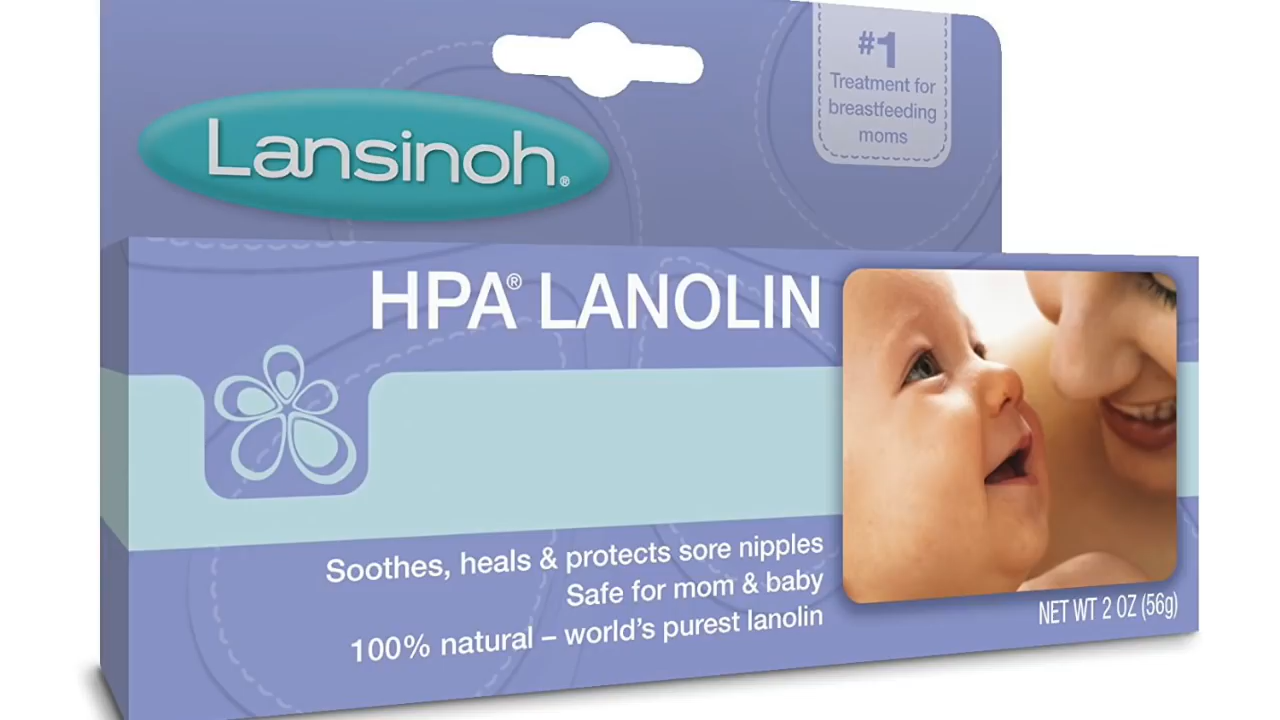 #1
Treatment for
breastfeeding
moms
Lansinoh®
HPA® LANOLIN
Soothes, heals & protects sore nipples
Safe for mom & baby
100% natural – world's purest lanolin
NET WT 2 OZ (56g)